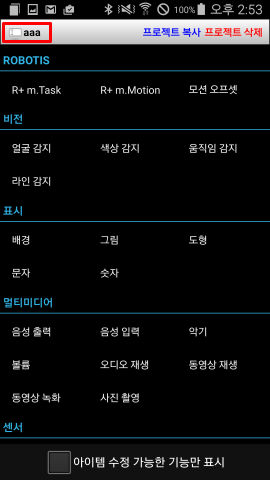 100% 오후 2:53
aaa 프로젝트 복사 프로젝트 삭제
ROBOTIS
R+ m.Task R+ m.Motion 모션 오프셋
비전
얼굴 감지 색상 감지 움직임 감지
라인 감지
표시
배경 그림 도형
문자 숫자
멀티미디어
음성 출력 음성 입력 악기
볼륨 오디오 재생 동영상 재생
동영상 녹화 사진 촬영
센서
아이템 수정 가능한 기능만 표시